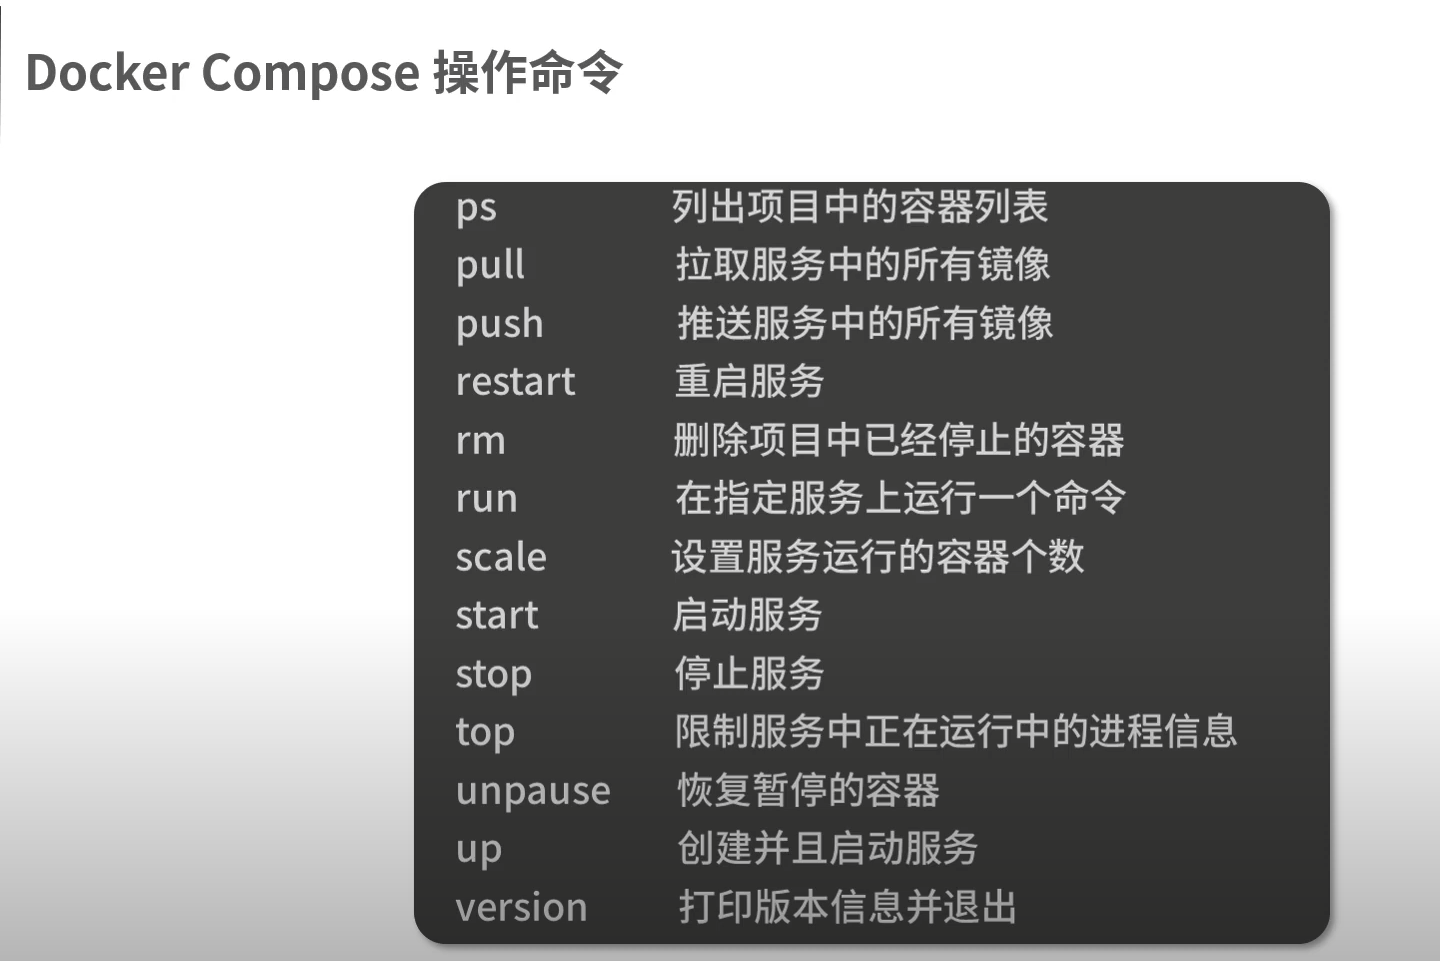 Docker Compose 操作命令
ps 列出项目中的容器列表
pull 拉取服务中的所有镜像
push 推送服务中的所有镜像
restart 重启服务
rm 删除项目中已经停止的容器
run 在指定服务上运行一个命令
scale 设置服务运行的容器个数
start 启动服务
stop 停止服务
top 限制服务中正在运行中的进程信息
unpause 恢复暂停的容器
up 创建并且启动服务
version 打印版本信息并退出